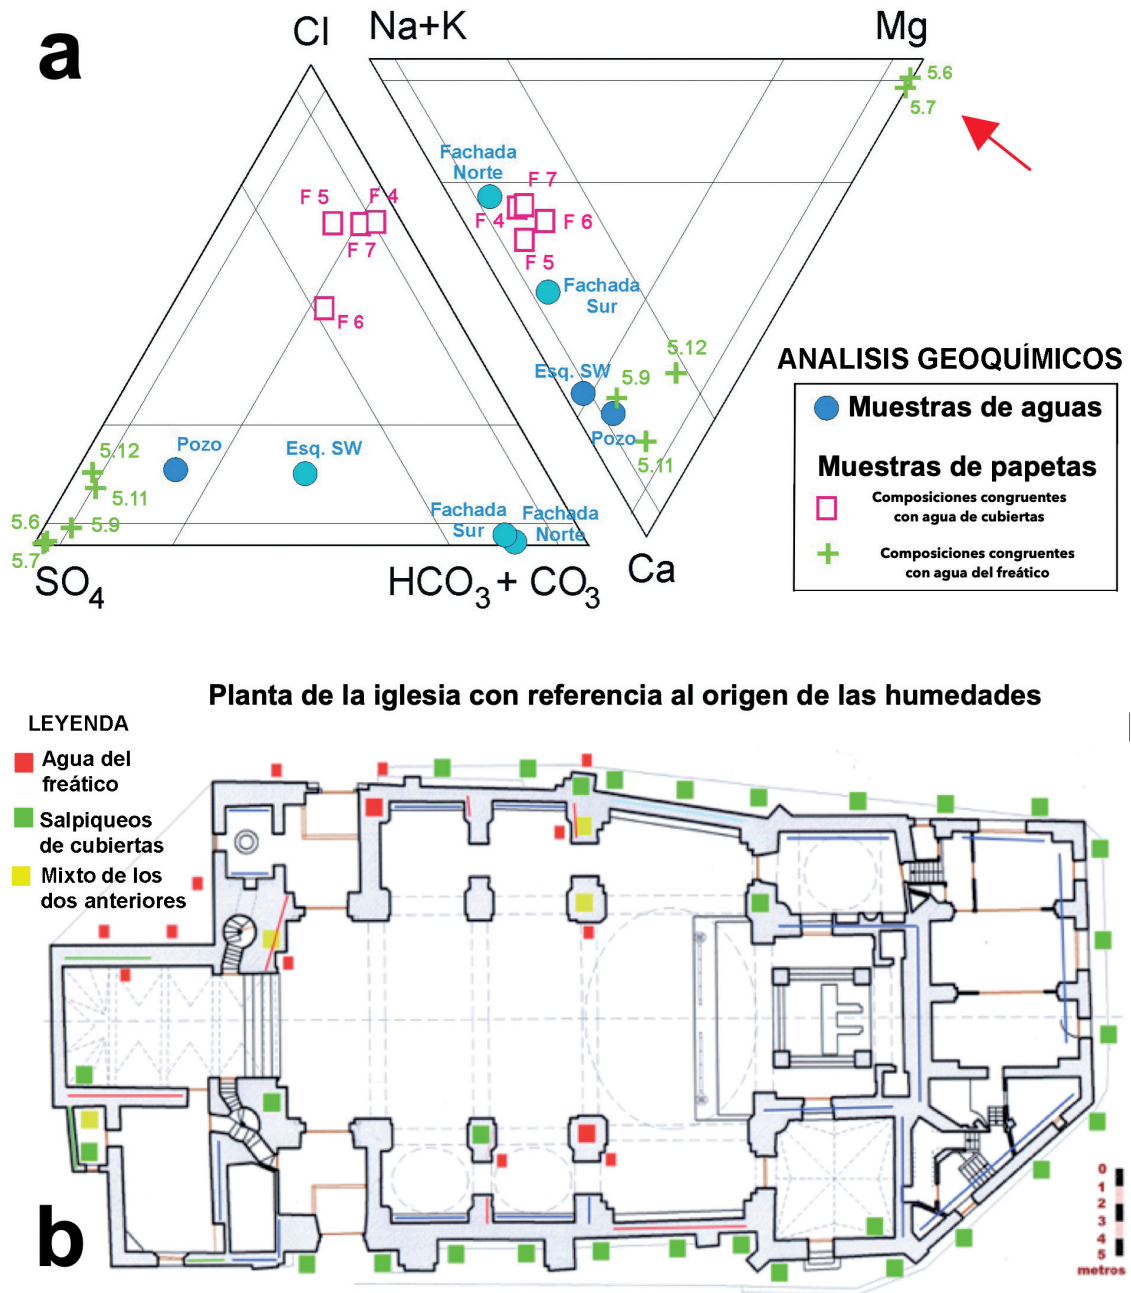 a
Cl
Na+K
Mg
5.6
5.7
Fachada
Norte
F 7
F 4
F 6
F 5
Fachada
Sur
F 5
F 4
F 7
F 6
5.12
Esq. SW
5.9
Pozo
5.11
Pozo
Esq. SW
5.12
5.11
5.9
5.6
5.7
Fachada
Sur
Fachada
Norte
SO4
HCO3 + CO3
Ca
ANALISIS GEOQUÍMICOS
Muestras de aguas
Muestras de papetas
Composiciones congruentes
con agua de cubiertas
Composiciones congruentes
con agua del freático
Planta de la iglesia con referencia al origen de las humedades
LEYENDA
Agua del
freático
Salpiqueos
de cubiertas
Mixto de los
dos anteriores
b
0
1
2
3
4
5
metros